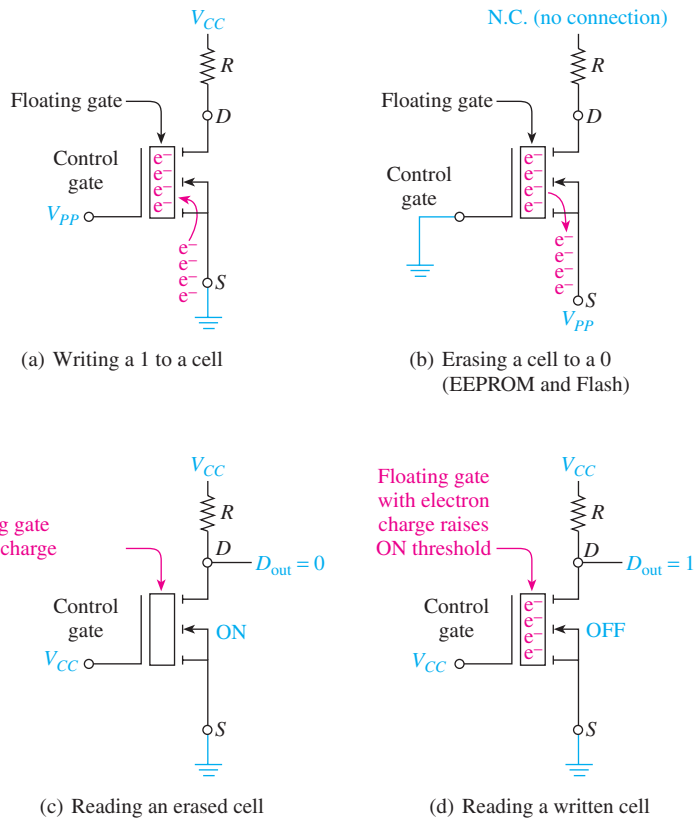 V_CC
R
Floating gate
D
e⁻
e⁻
e⁻
e⁻
Control
gate
V_PP
e⁻
e⁻
e⁻
e⁻
S
(a) Writing a 1 to a cell
N.C. (no connection)
R
Floating gate
D
e⁻
e⁻
e⁻
e⁻
Control
gate
e⁻
e⁻
e⁻
e⁻
S
V_PP
(b) Erasing a cell to a 0
(EEPROM and Flash)
V_CC
R
gate
charge
D
D_out = 0
Control
gate
ON
V_CC
S
(c) Reading an erased cell
Floating gate
with electron
charge raises
ON threshold
V_CC
R
D
D_out = 1
e⁻
e⁻
e⁻
e⁻
Control
gate
OFF
V_CC
S
(d) Reading a written cell